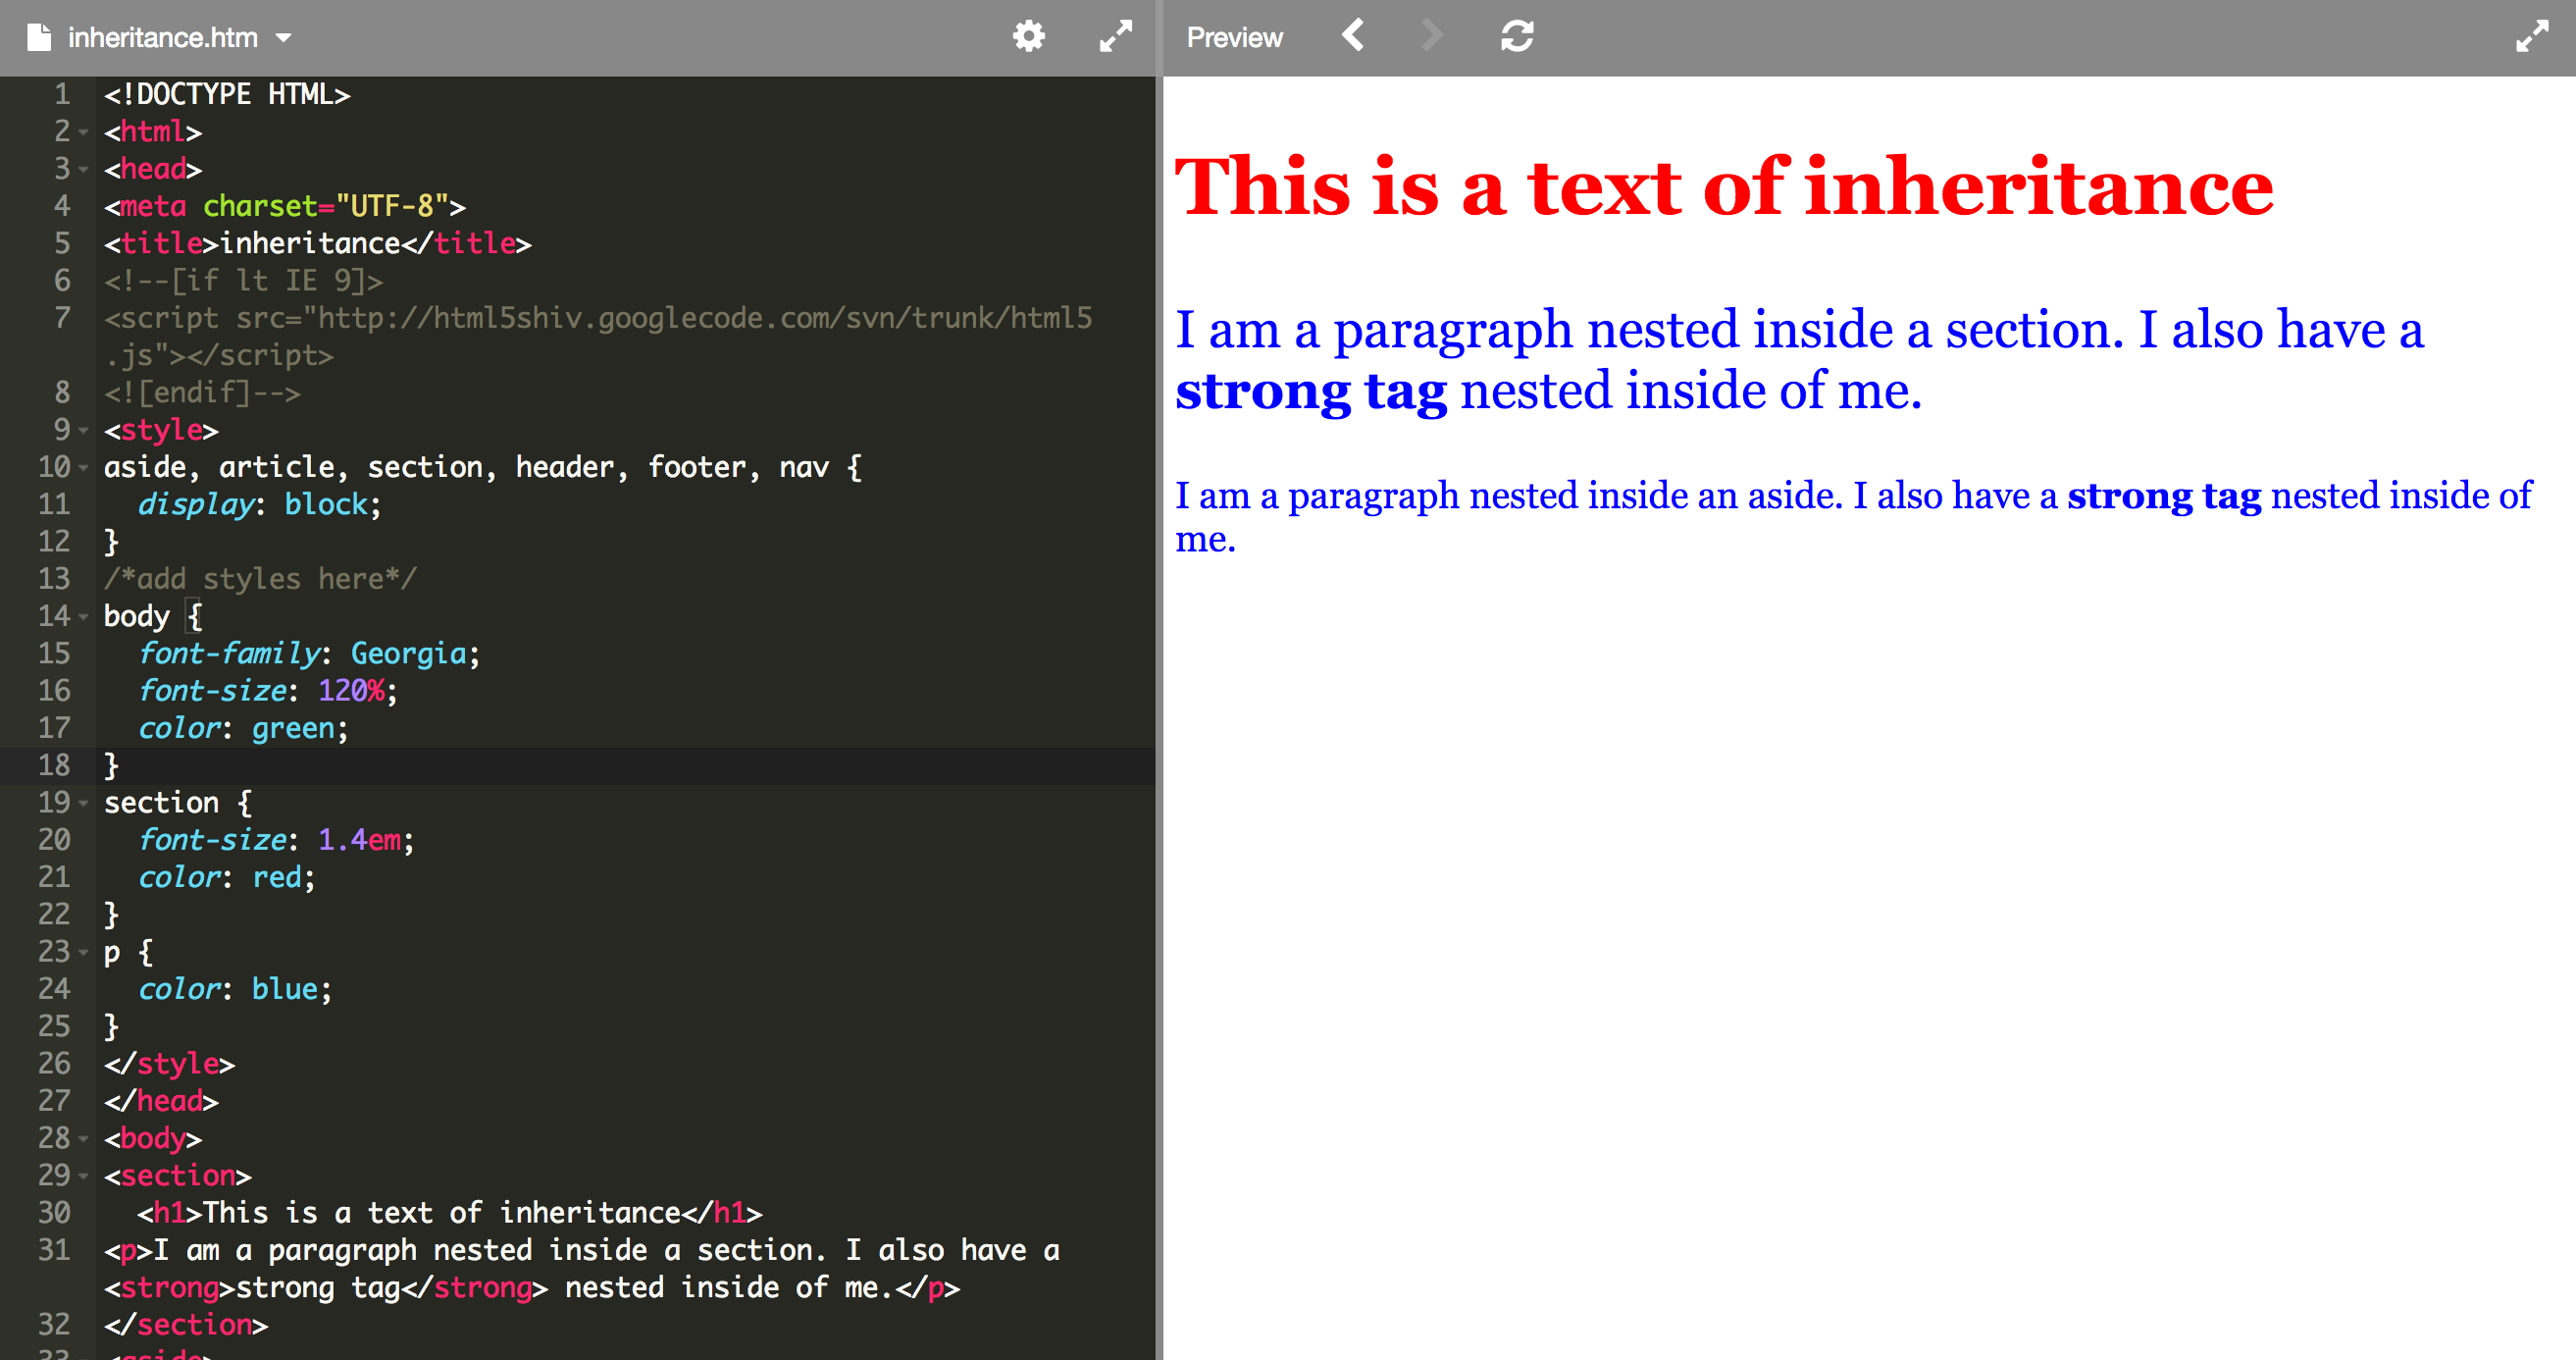 inheritance.htm
1 <!DOCTYPE HTML>
2 <html>
3 <head>
4 <meta charset="UTF-8">
5 <title>inheritance</title>
6 <!--[if lt IE 9]>
7 <script src="http://html5shiv.googlecode.com/svn/trunk/html5
.js"></script>
8 <![endif]-->
9 <style>
10 aside, article, section, header, footer, nav {
11 display: block;
12 }
13 /*add styles here*/
14 body {
15 font-family: Georgia;
16 font-size: 120%;
17 color: green;
18 }
19 section {
20 font-size: 1.4em;
21 color: red;
22 }
23 p {
24 color: blue;
25 }
26 </style>
27 </head>
28 <body>
29 <section>
30 <h1>This is a text of inheritance</h1>
31 <p>I am a paragraph nested inside a section. I also have a
<strong>strong tag</strong> nested inside of me.</p>
32 </section>
33 <aside>
Preview
This is a text of inheritance
I am a paragraph nested inside a section. I also have a
strong tag nested inside of me.
I am a paragraph nested inside an aside. I also have a strong tag nested inside of
me.